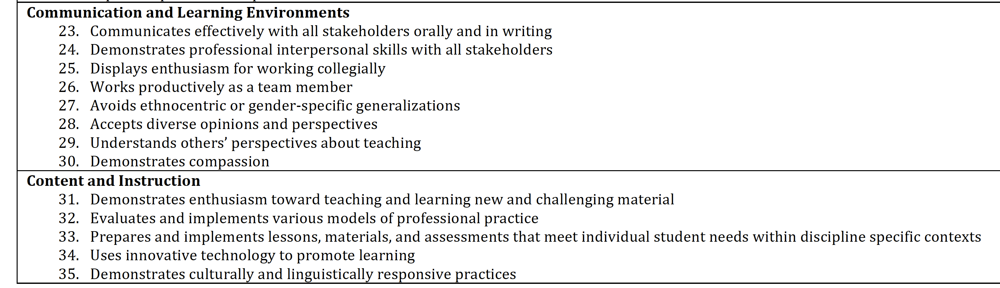 Communication and Learning Environments
23. Communicates effectively with all stakeholders orally and in writing
24. Demonstrates professional interpersonal skills with all stakeholders
25. Displays enthusiasm for working collegially
26. Works productively as a team member
27. Avoids ethnocentric or gender-specific generalizations
28. Accepts diverse opinions and perspectives
29. Understands others’ perspectives about teaching
30. Demonstrates compassion
Content and Instruction
31. Demonstrates enthusiasm toward teaching and learning new and challenging material
32. Evaluates and implements various models of professional practice
33. Prepares and implements lessons, materials, and assessments that meet individual student needs within discipline specific contexts
34. Uses innovative technology to promote learning
35. Demonstrates culturally and linguistically responsive practices